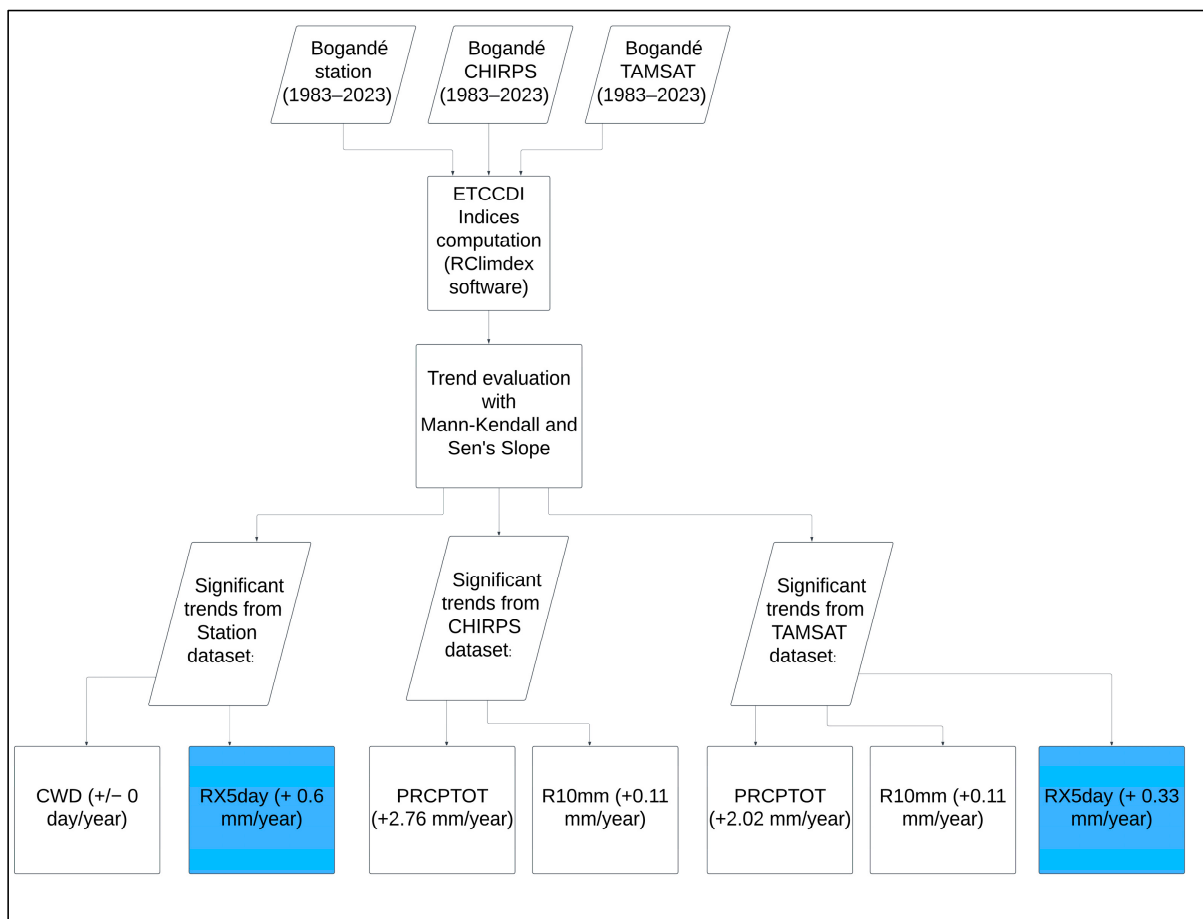 Bogandé
station
(1983–2023)
Bogandé
CHIRPS
(1983–2023)
Bogandé
TAMSAT
(1983–2023)
ETCCDI
Indices
computation
(RClimdex
software)
Trend evaluation
with
Mann-Kendall and
Sen's Slope
Significant
trends from
Station
dataset:
Significant
trends from
CHIRPS
dataset:
Significant
trends from
TAMSAT
dataset:
CWD (+/− 0
day/year)
RX5day (+ 0.6
mm/year)
PRCPTOT
(+2.76 mm/year)
R10mm (+0.11
mm/year)
PRCPTOT
(+2.02 mm/year)
R10mm (+0.11
mm/year)
RX5day (+ 0.33
mm/year)